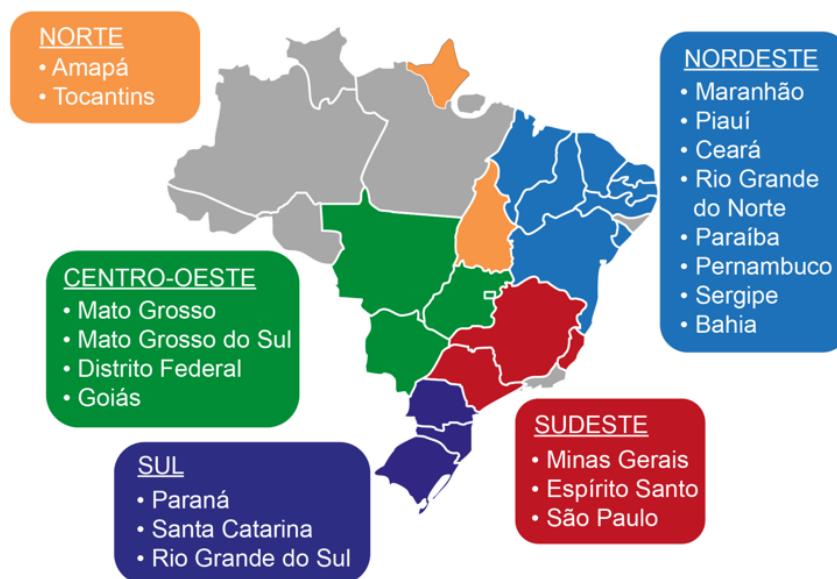 NORTE
• Amapá
• Tocantins
NORDESTE
• Maranhão
• Piauí
• Ceará
• Rio Grande
do Norte
• Paraíba
• Pernambuco
• Sergipe
• Bahia
CENTRO-OESTE
• Mato Grosso
• Mato Grosso do Sul
• Distrito Federal
• Goiás
SUDESTE
• Minas Gerais
• Espírito Santo
• São Paulo
SUL
• Paraná
• Santa Catarina
• Rio Grande do Sul